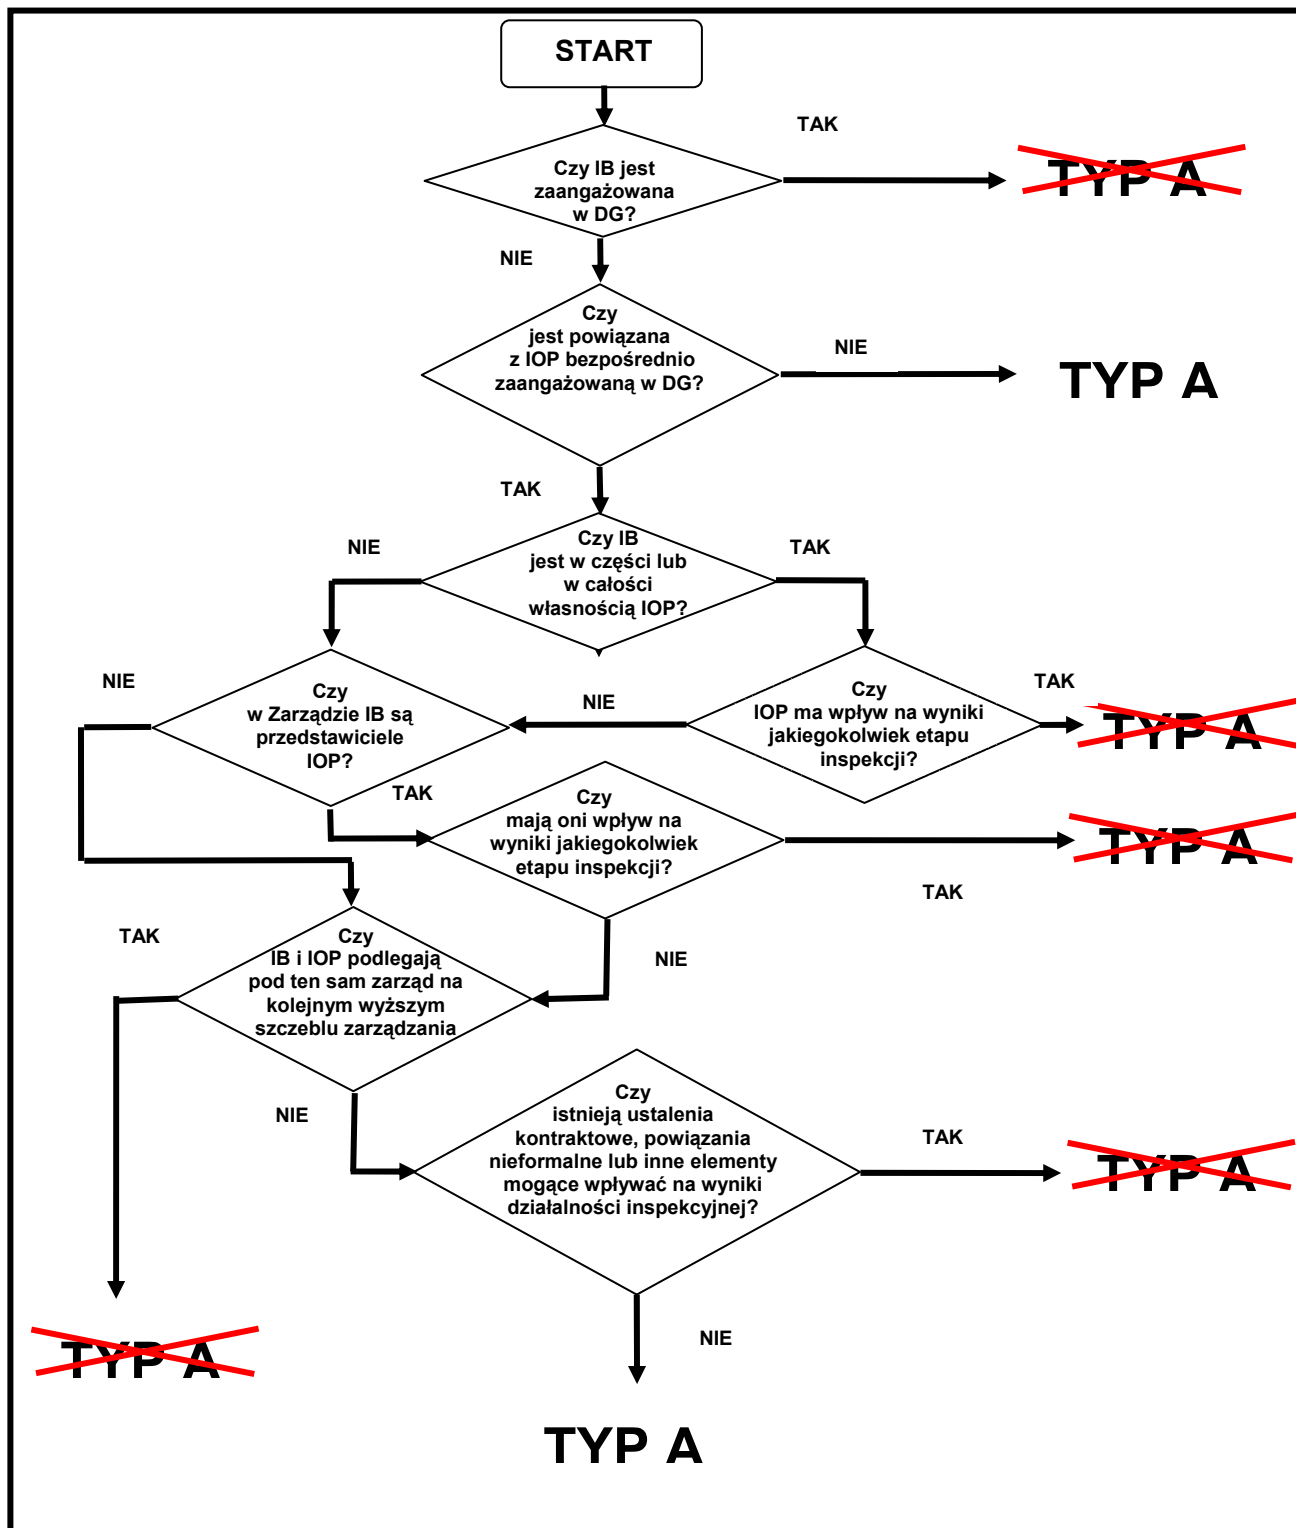 START
TAK
Czy IB jest
zaangażowana
w DG?
TYP A
NIE
Czy
jest powiązana
z IOP bezpośrednio
zaangażowaną w DG?
NIE
TYP A
TAK
Czy IB
jest w części lub
w całości
własnością IOP?
NIE
TAK
NIE
Czy
w Zarządzie IB są
przedstawiciele
IOP?
NIE
Czy
IOP ma wpływ na wyniki
jakiegokolwiek etapu
inspekcji?
TAK
TYP A
TAK
Czy
mają oni wpływ na
wyniki jakiegokolwiek
etapu inspekcji?
TYP A
TAK
TAK
Czy
IB i IOP podlegają
pod ten sam zarząd na
kolejnym wyższym
szczeblu zarządzania
NIE
NIE
Czy
istnieją ustalenia
kontraktowe, powiązania
nieformalne lub inne elementy
mogące wpływać na wyniki
działalności inspekcyjnej?
TAK
TYP A
TYP A
NIE
TYP A